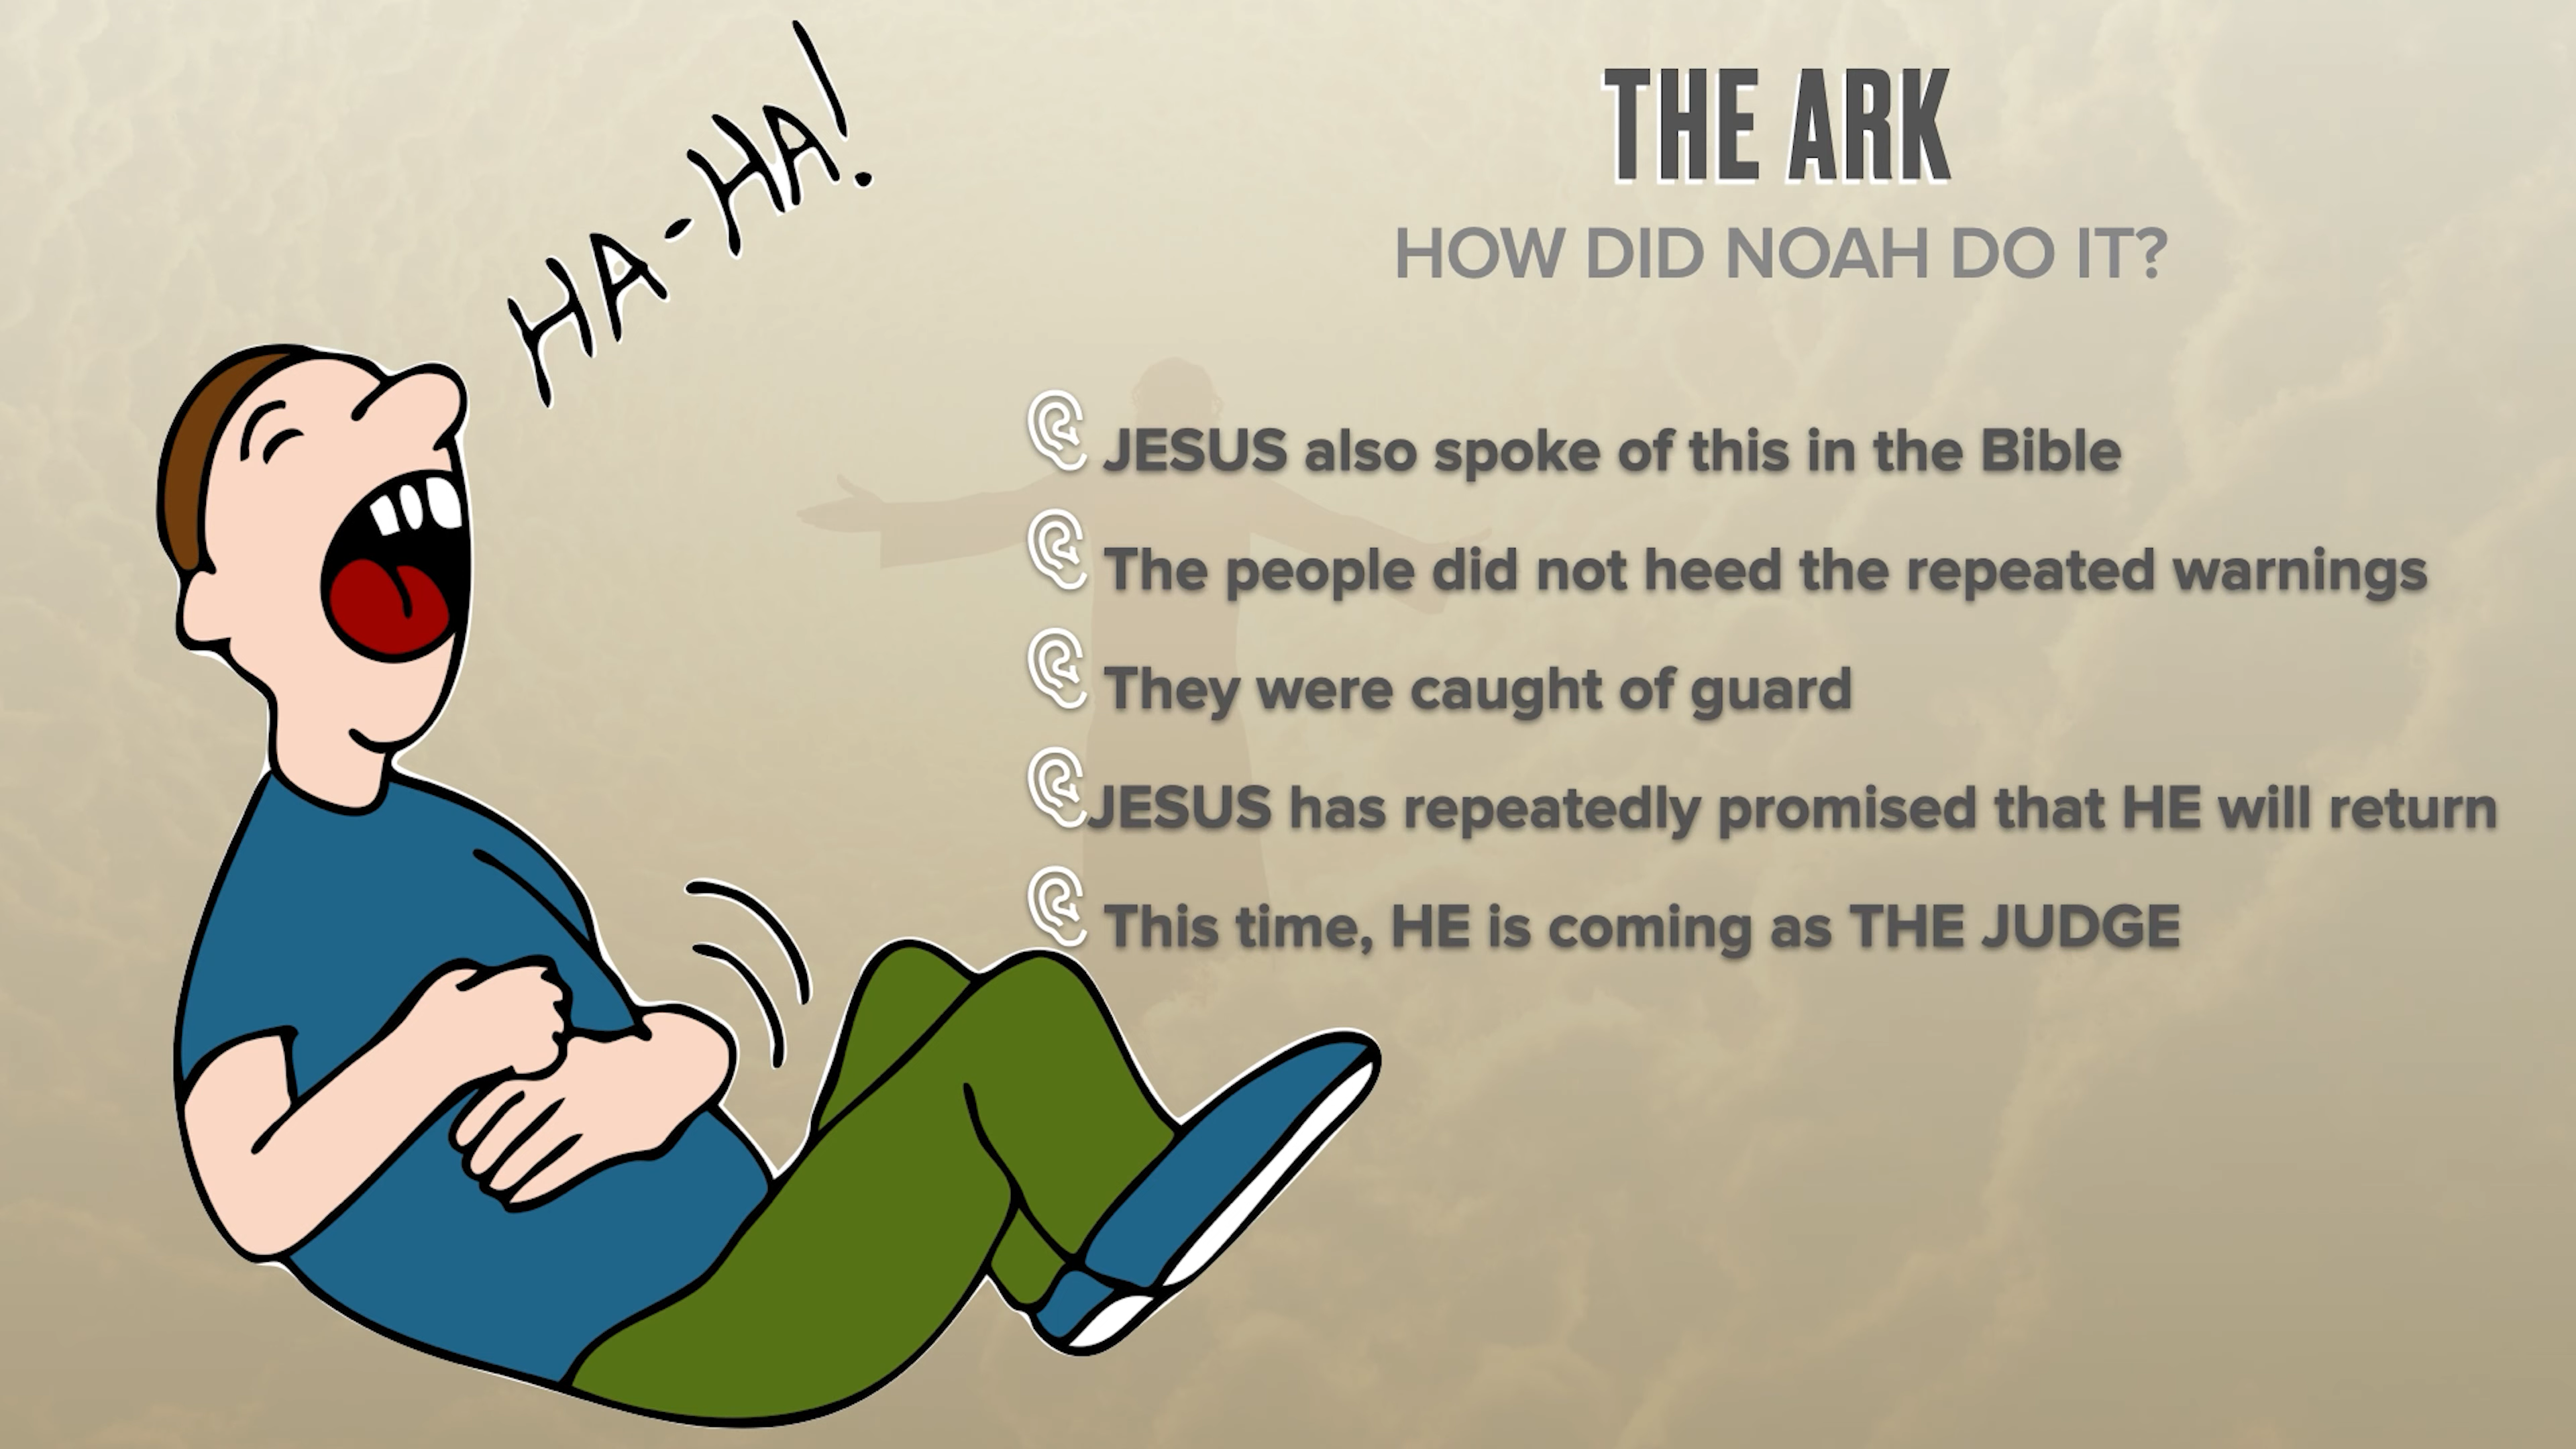 HA-HA!
THE ARK
HOW DID NOAH DO IT?
JESUS also spoke of this in the Bible
The people did not heed the repeated warnings
They were caught of guard
JESUS has repeatedly promised that HE will return
This time, HE is coming as THE JUDGE